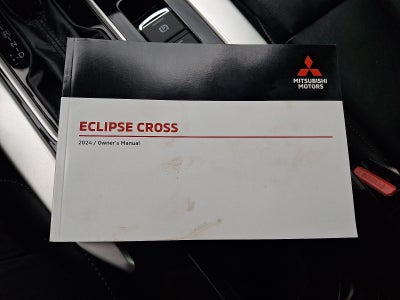 MITSUBISHI
MOTORS
ECLIPSE CROSS
2024 / Owner's Manual